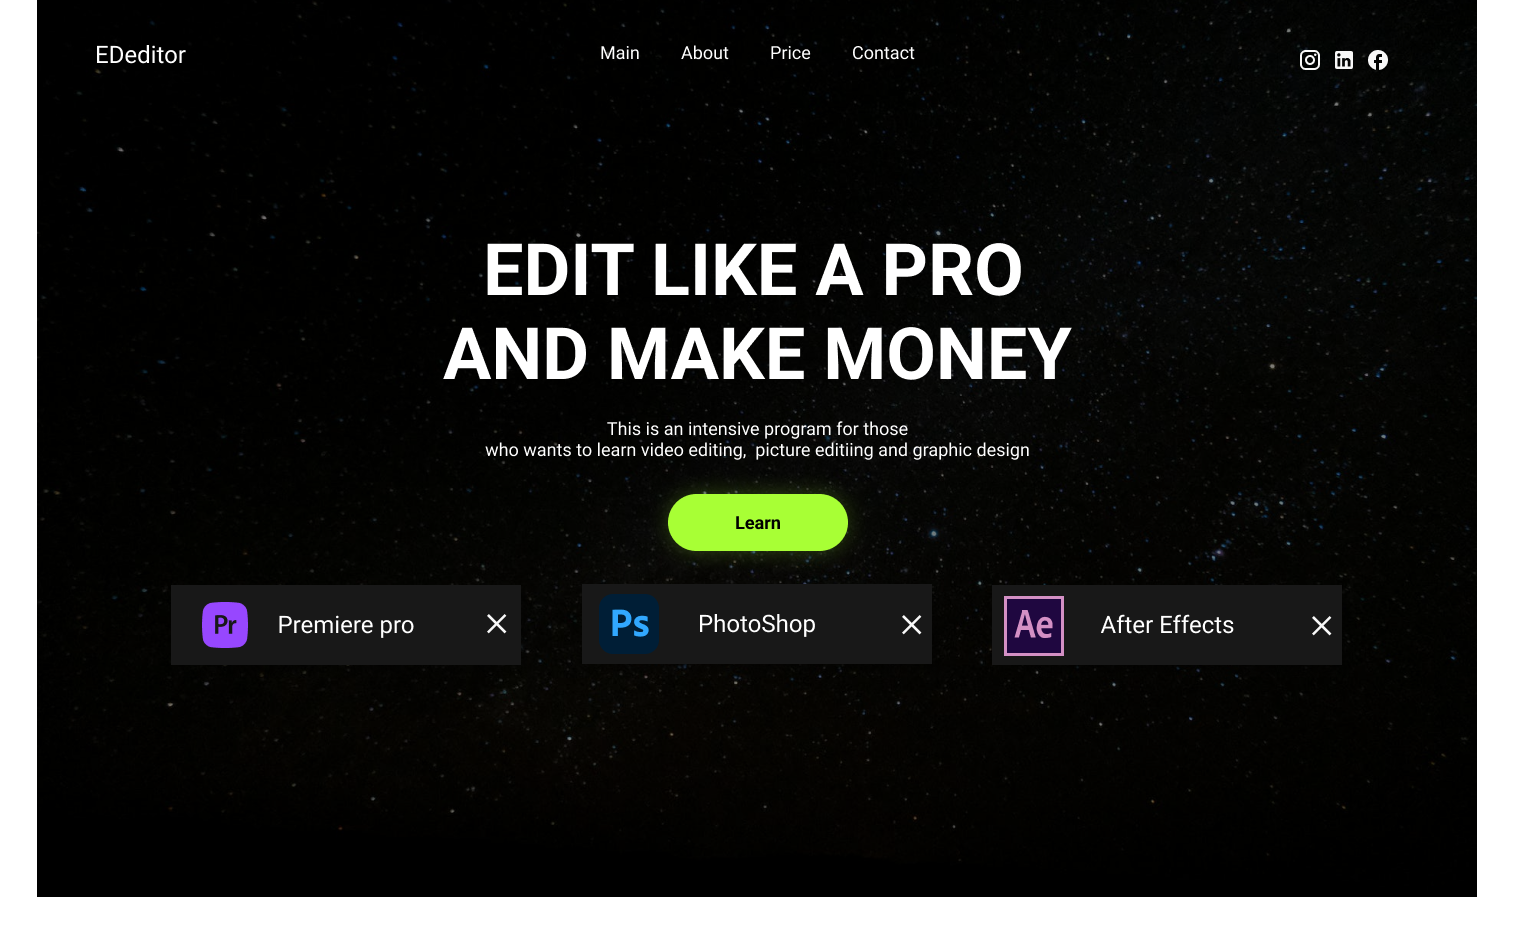 EDeditor
Main About Price Contact
EDIT LIKE A PRO
AND MAKE MONEY
This is an intensive program for those
who wants to learn video editing,  picture editiing and graphic design
Learn
Pr Premiere pro
Ps PhotoShop
Ae After Effects